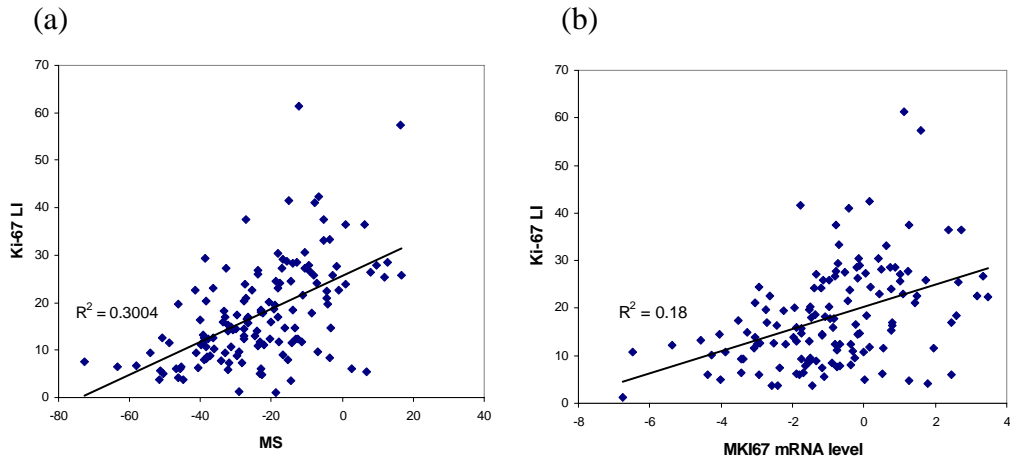 (a)
70
60
50
40
30
20
10
0
Ki-67 LI
R² = 0.3004
-80 -60 -40 -20 0 20 40
MS
(b)
70
60
50
40
30
20
10
0
Ki-67 LI
R² = 0.18
-8 -6 -4 -2 0 2 4
MKI67 mRNA level